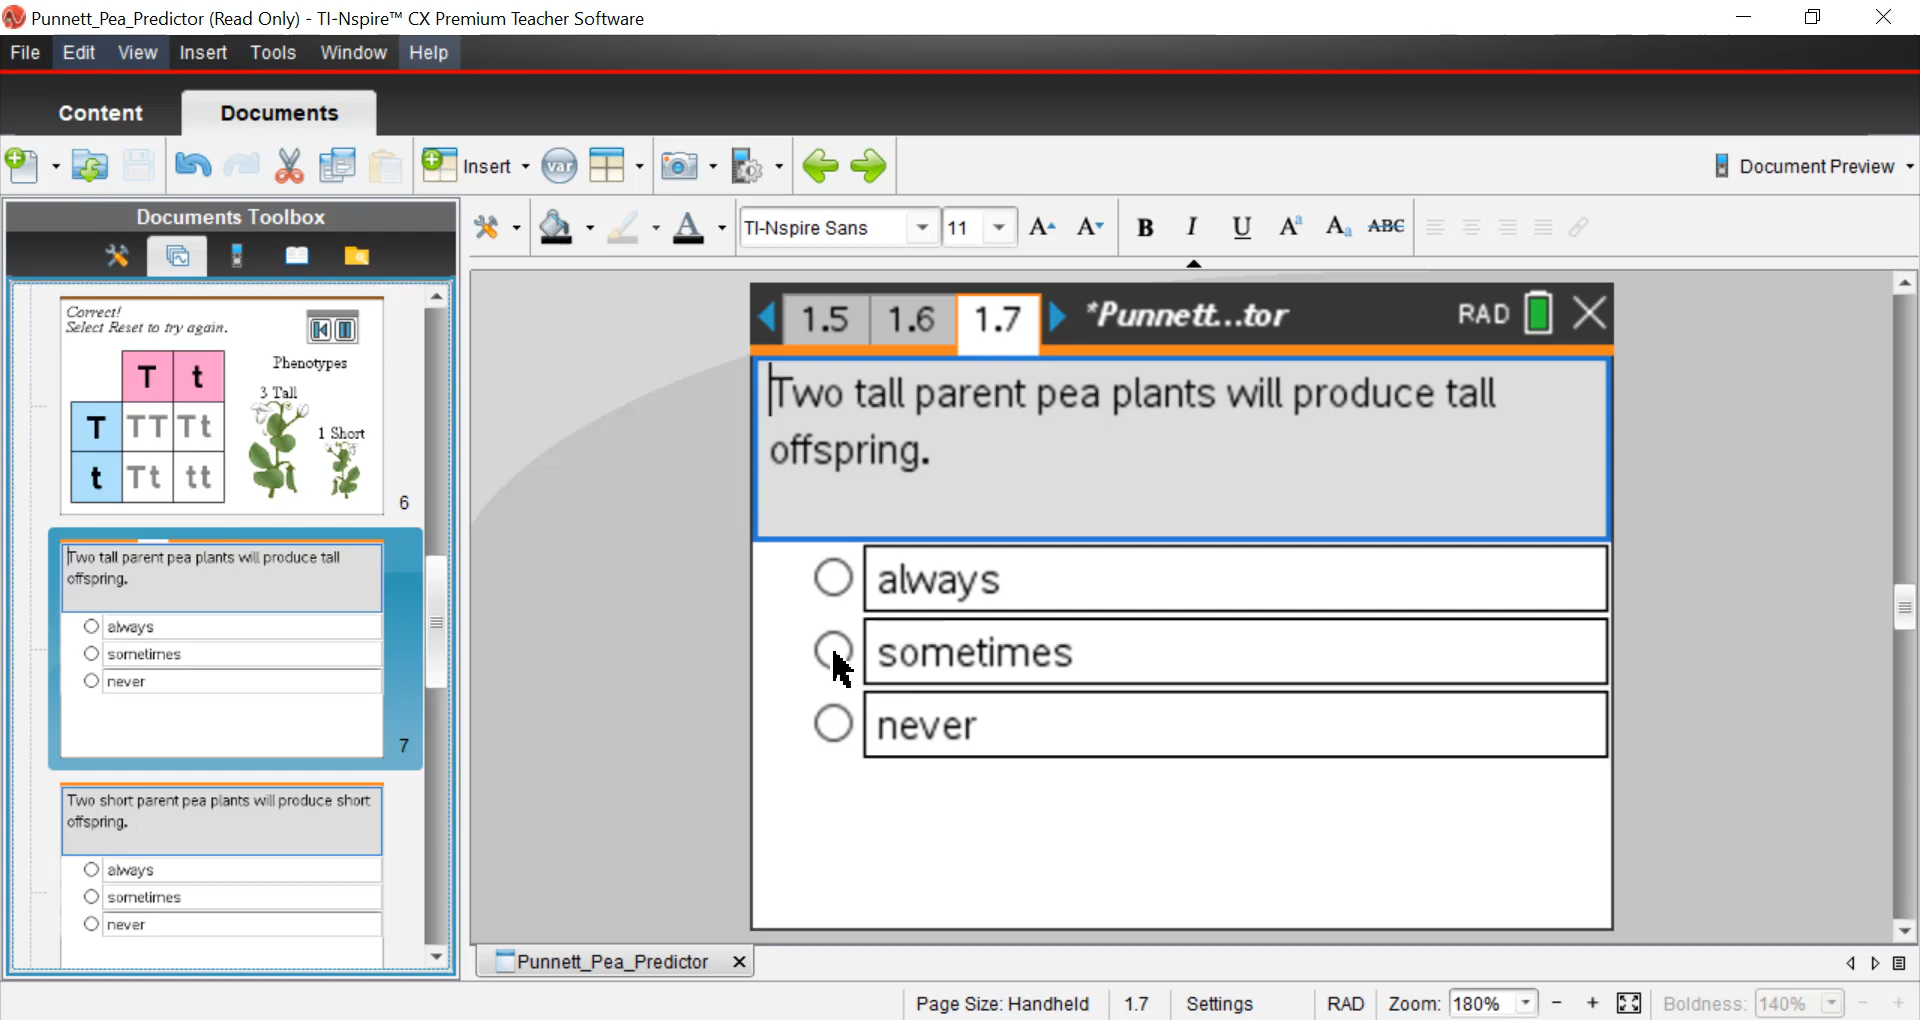 Punnett_Pea_Predictor (Read Only) - TI-Nspire™ CX Premium Teacher Software
File Edit View Insert Tools Window Help
Content Documents
Insert var Document Preview
Documents Toolbox
TI-Nspire Sans 11 A A B I U Aa Aa ABC
Correct!
Select Reset to try again.
Phenotypes
T t
3 Tall
T TT Tt
1 Short
t Tt tt
6
Two tall parent pea plants will produce tall
offspring.
always
sometimes
never
7
Two short parent pea plants will produce short
offspring.
always
sometimes
never
1.5 1.6 1.7 *Punnett...tor RAD
Two tall parent pea plants will produce tall
offspring.
always
sometimes
never
Punnett_Pea_Predictor
Page Size: Handheld 1.7 Settings RAD Zoom: 180% - + Boldness: 140% - +